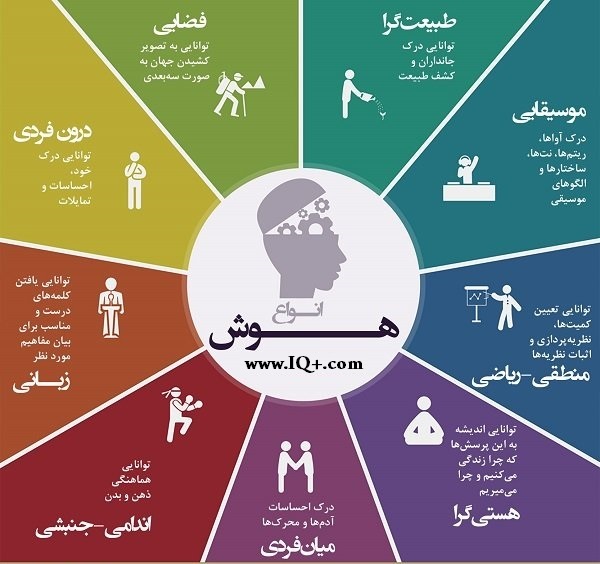 فضایی
توانایی به تصویر
کشیدن جهان به
صورت سه‌بعدی
طبیعت‌گرا
توانایی درک
جانداران و
کشف طبیعت
موسیقایی
درک آواها،
ریتم‌ها، نت‌ها،
ساختارها و
الگوهای
موسیقی
درون فردی
توانایی درک
خود،
احساسات و
تمایلات
انواع
هوش
www.IQ+.com
توانایی یافتن
کلمه‌های
درست و
مناسب برای
بیان مفاهیم
مورد نظر
زبانی
توانایی تعیین
کمیت‌ها،
نظریه‌پردازی و
اثبات نظریه‌ها
منطقی-ریاضی
توانایی اندیشه
به این پرسش‌ها
که چرا زندگی
می‌کنیم و چرا
می‌میریم
هستی‌گرا
درک احساسات
آدم‌ها و محرک‌ها
میان‌فردی
توانایی
هماهنگی
ذهن و بدن
اندامی-جنبشی